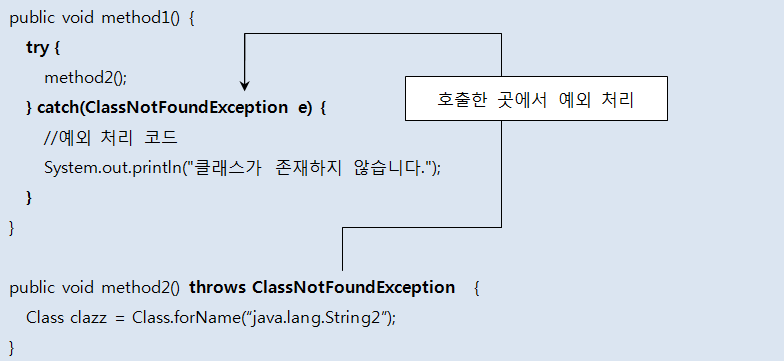 public void method1() {
try {
method2();
} catch(ClassNotFoundException e) {
호출한 곳에서 예외 처리
//예외 처리 코드
System.out.println("클래스가 존재하지 않습니다.");
}
}
public void method2() throws ClassNotFoundException {
Class clazz = Class.forName(“java.lang.String2”);
}